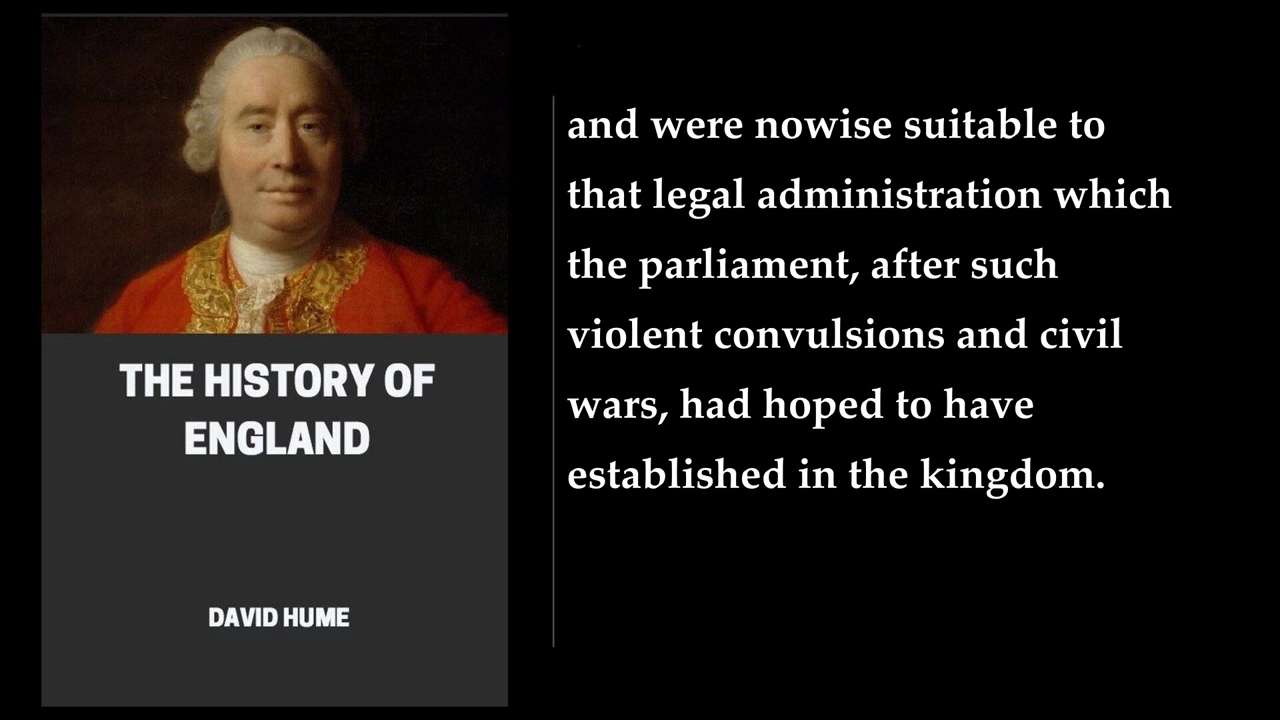 THE HISTORY OF
ENGLAND
DAVID HUME
and were nowise suitable to
that legal administration which
the parliament, after such
violent convulsions and civil
wars, had hoped to have
established in the kingdom.